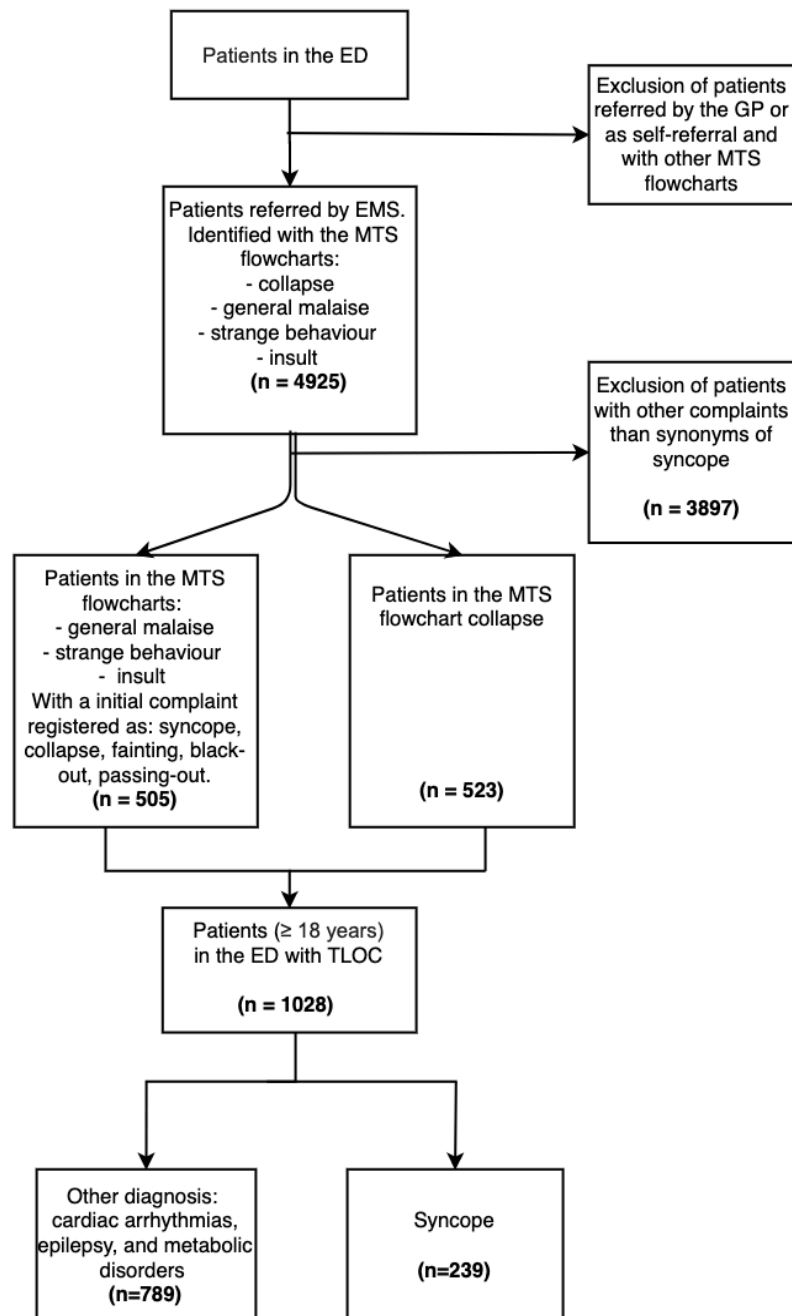 Patients in the ED
Exclusion of patients
referred by the GP or
as self-referral and
with other MTS
flowcharts
Patients referred by EMS.
Identified with the MTS
flowcharts:
- collapse
- general malaise
- strange behaviour
- insult
(n = 4925)
Exclusion of patients
with other complaints
than synonyms of
syncope
(n = 3897)
Patients in the MTS
flowcharts:
- general malaise
- strange behaviour
- insult
With a initial complaint
registered as: syncope,
collapse, fainting, black-
out, passing-out.
(n = 505)
Patients in the MTS
flowchart collapse
(n = 523)
Patients (≥ 18 years)
in the ED with TLOC
(n = 1028)
Other diagnosis:
cardiac arrhythmias,
epilepsy, and metabolic
disorders
(n=789)
Syncope
(n=239)